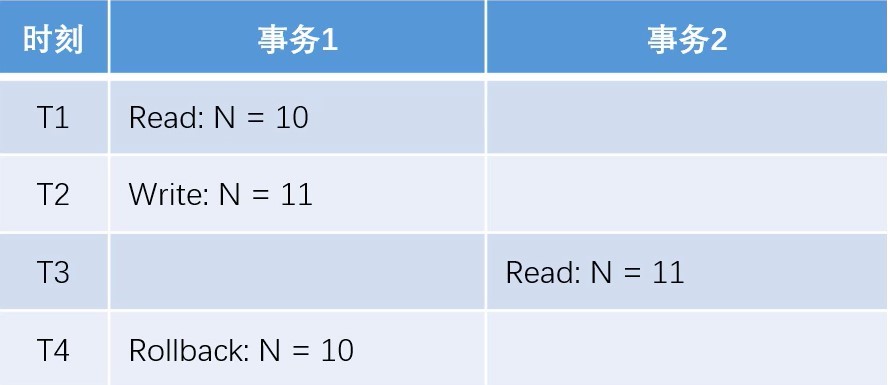 时刻 事务1 事务2
T1 Read: N = 10
T2 Write: N = 11
T3 Read: N = 11
T4 Rollback: N = 10